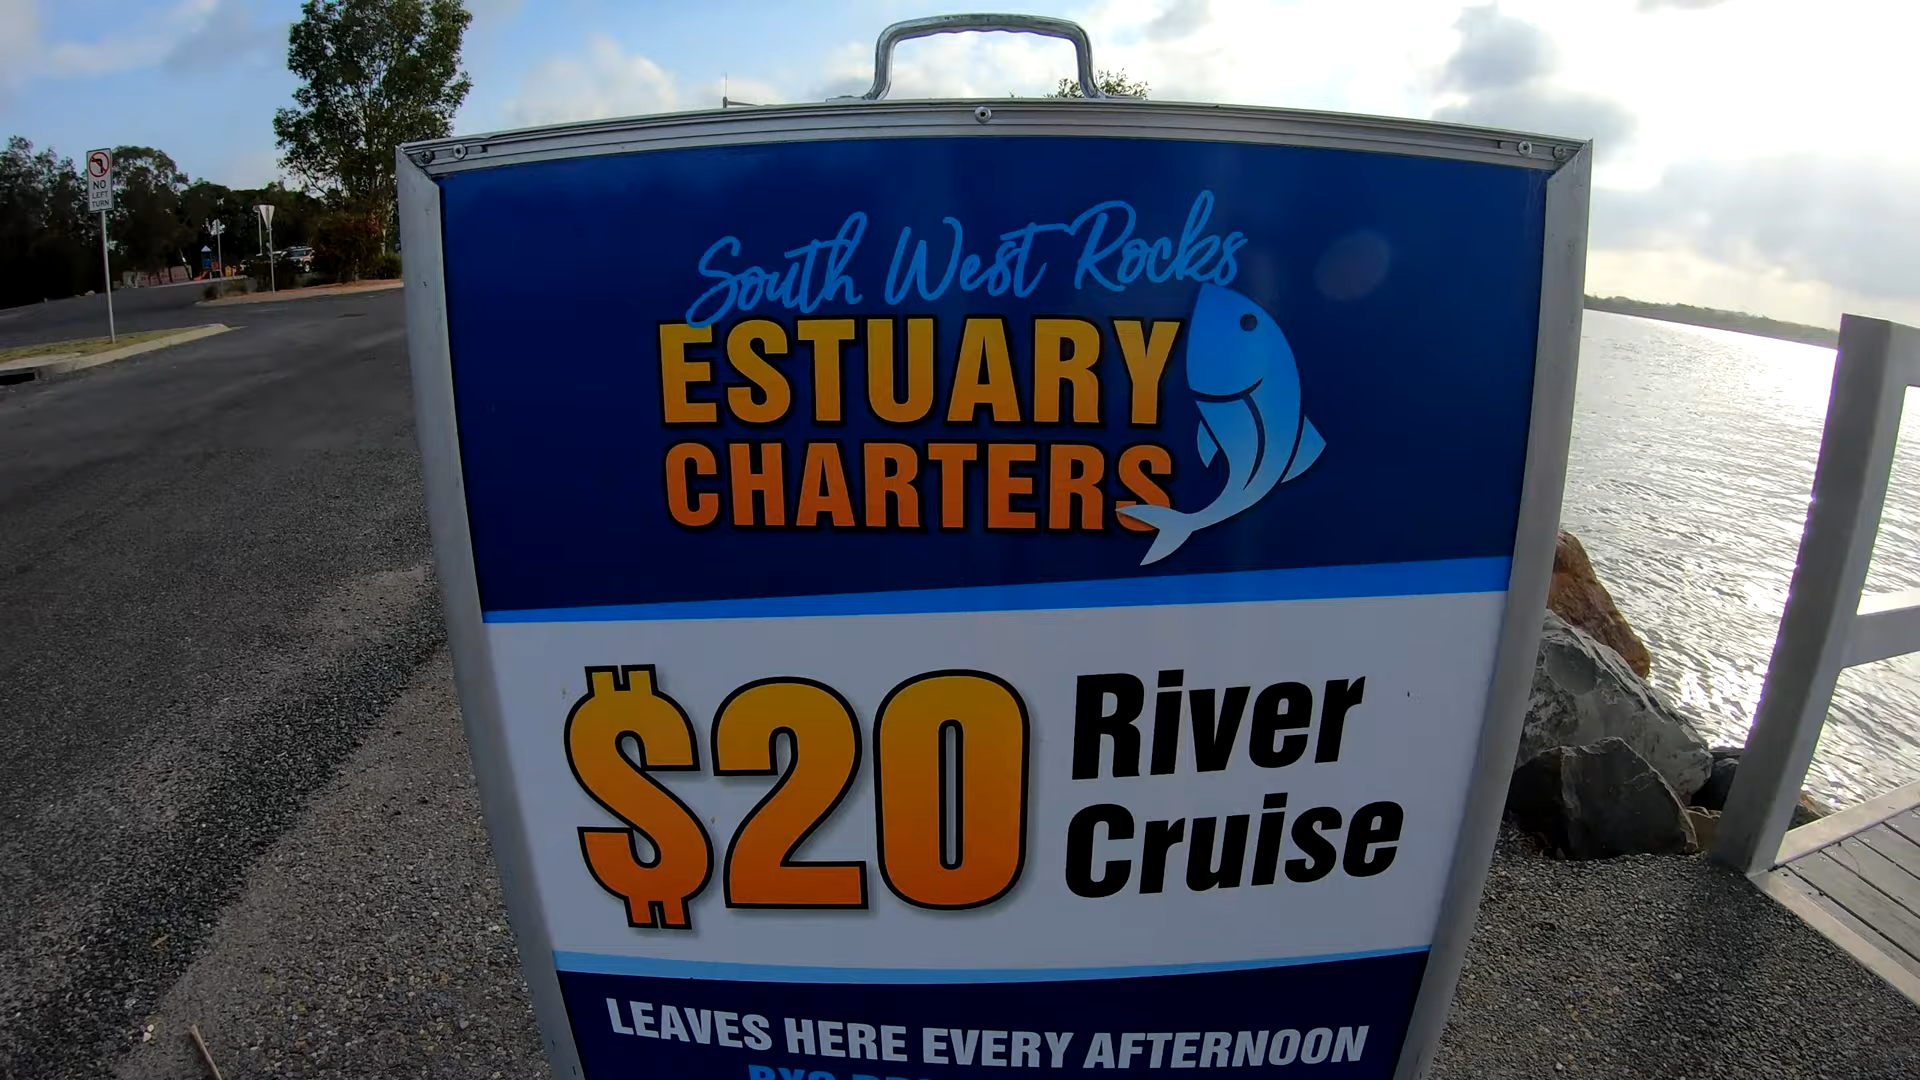 NO
LEFT
TURN
South West Rocks
ESTUARY
CHARTERS
$20 River
Cruise
LEAVES HERE EVERY AFTERNOON